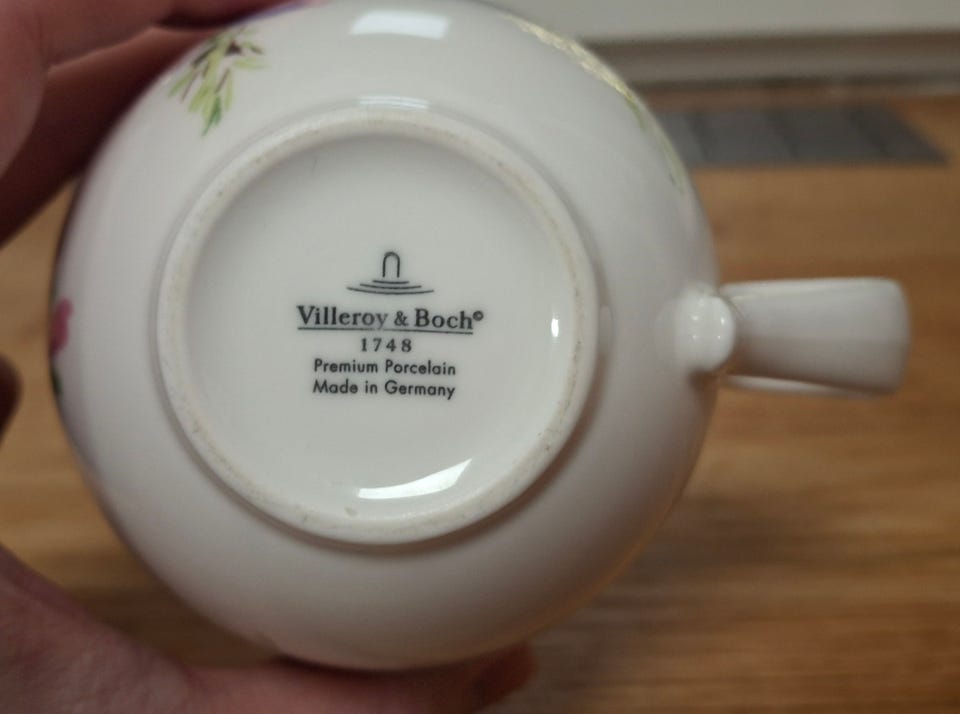 Villeroy & Boch©
1748
Premium Porcelain
Made in Germany